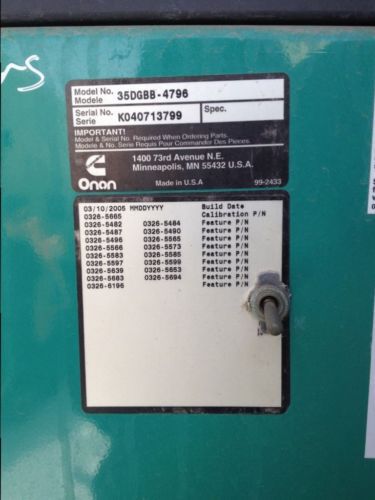 Model No. 35DGBB-4796
Modele
Serial No. K040713799 Spec.
Serie
IMPORTANT!
Model & Serial No. Required When Ordering Parts.
Modele & No. Serie Requis Pour Commander Des Pieces.
1400 73rd Avenue N.E.
Minneapolis, MN 55432 U.S.A.
Onan
Made in U.S.A 99-2433
03/10/2005 MMDDYYYY Build Date
0326-5665 Calibration P/N
0326-5482 0326-5484 Feature P/N
0326-5487 0326-5490 Feature P/N
0326-5496 0326-5565 Feature P/N
0326-5566 0326-5573 Feature P/N
0326-5583 0326-5585 Feature P/N
0326-5597 0326-5599 Feature P/N
0326-5639 0326-5653 Feature P/N
0326-5683 0326-5694 Feature P/N
0326-6196 Feature P/N